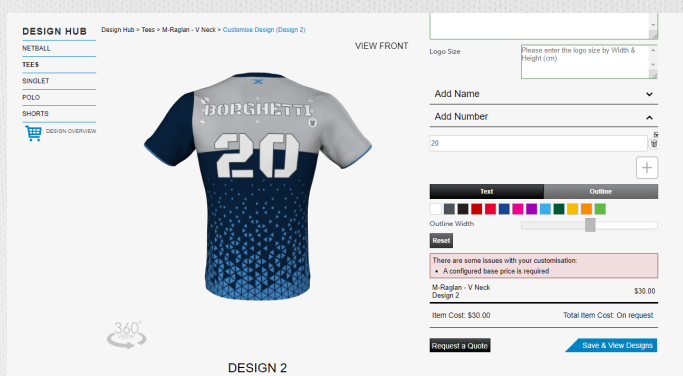 DESIGN HUB
Design Hub > Tees > M-Raglan - V Neck > Customise Design (Design 2)
NETBALL
TEES
SINGLET
POLO
SHORTS
DESIGN OVERVIEW
VIEW FRONT
BORGHETTI
20
360°
VIEW
DESIGN 2
Logo Size
Please enter the logo size by Width &
Height (cm)
Add Name
Add Number
20
Text
Outline
Outline Width
Reset
There are some issues with your customisation:
• A configured base price is required
M-Raglan - V Neck
Design 2
$30.00
Item Cost: $30.00
Total Item Cost: On request
Request a Quote
Save & View Designs